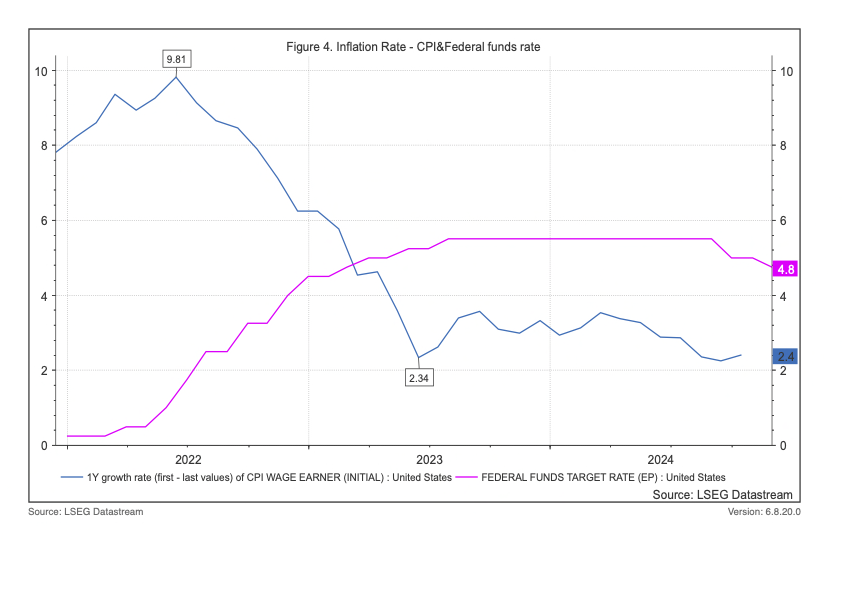 Figure 4. Inflation Rate - CPI&Federal funds rate
9.81
10 10
8 8
6 6
4.8
4 4
2.4
2 2
2.34
0 0
2022 2023 2024
1Y growth rate (first - last values) of CPI WAGE EARNER (INITIAL) : United States FEDERAL FUNDS TARGET RATE (EP) : United States
Source: LSEG Datastream
Source: LSEG Datastream Version: 6.8.20.0